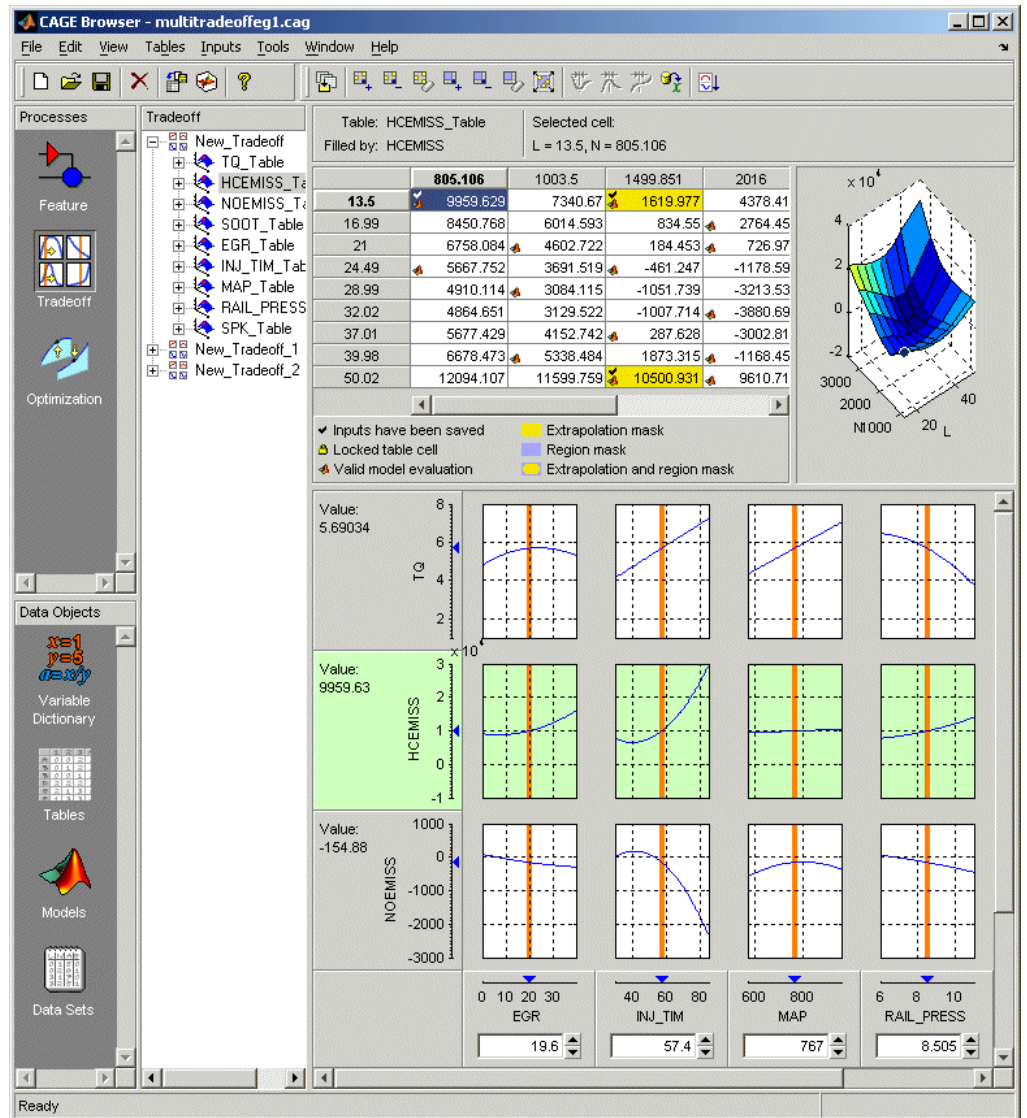 CAGE Browser - multitradeoffeg1.cag
File Edit View Tables Inputs Tools Window Help
Processes
Feature
Tradeoff
Optimization
Data Objects
x=1
y=5
a=x/y
Variable
Dictionary
Tables
Models
Data Sets
Tradeoff
New_Tradeoff
TQ_Table
HCEMISS_Ta
NOEMISS_Ta
SOOT_Table
EGR_Table
INJ_TIM_Tab
MAP_Table
RAIL_PRESS
SPK_Table
New_Tradeoff_1
New_Tradeoff_2
Table: HCEMISS_Table
Filled by: HCEMISS
Selected cell:
L = 13.5, N = 805.106
805.106 1003.5 1499.851 2016
13.5 9959.629 7340.67 1619.977 4378.41
16.99 8450.768 6014.593 834.55 2764.45
21 6758.084 4602.722 184.453 726.97
24.49 5667.752 3691.519 -461.247 -1178.59
28.99 4910.114 3084.115 -1051.739 -3213.53
32.02 4864.651 3129.522 -1007.714 -3880.69
37.01 5677.429 4152.742 287.628 -3002.81
39.98 6678.473 5338.484 1873.315 -1168.45
50.02 12094.107 11599.759 10500.931 9610.71
Inputs have been saved
Locked table cell
Valid model evaluation
Extrapolation mask
Region mask
Extrapolation and region mask
x 10^4
4
2
0
-2
3000
2000
N1000
20 L
40
Value:
5.69034
TQ
8
6
4
2
Value:
9959.63
HCEMISS
x 10^4
3
2
1
0
-1
Value:
-154.88
NOEMISS
1000
0
-1000
-2000
-3000
0 10 20 30
EGR
19.6
40 60 80
INJ_TIM
57.4
600 800
MAP
767
6 8 10
RAIL_PRESS
8.505
Ready